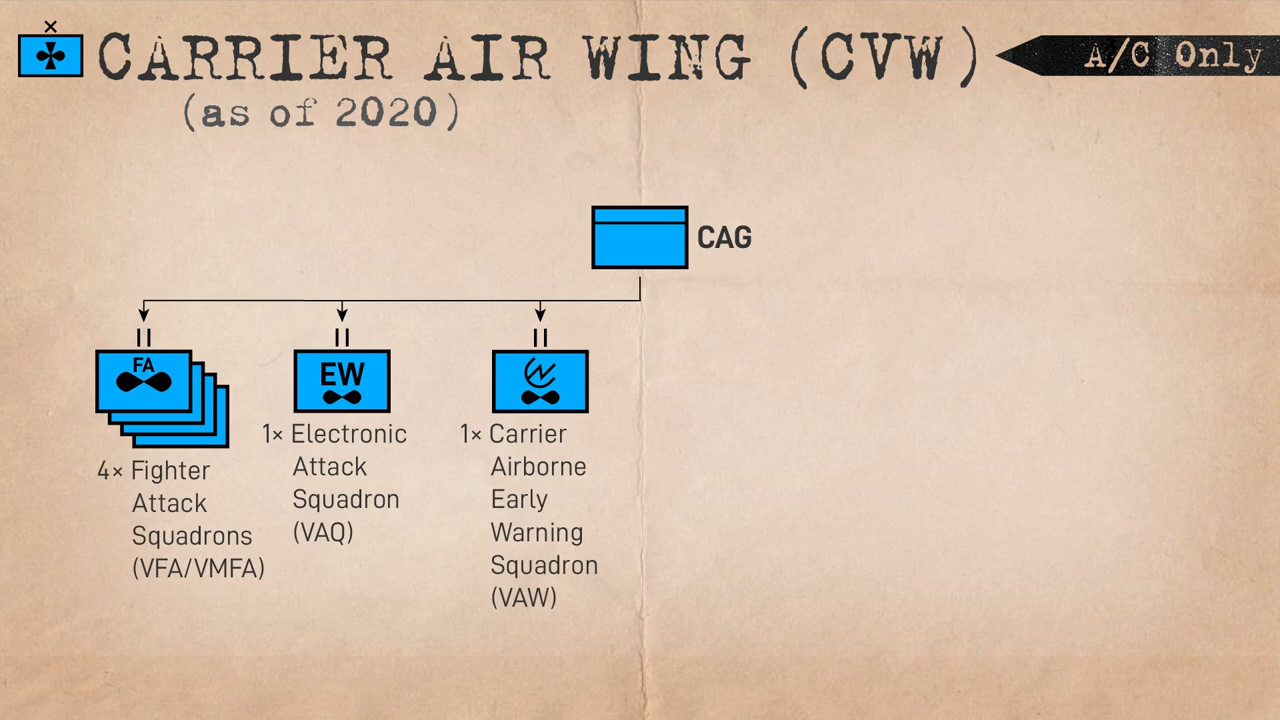 CARRIER AIR WING (CVW)
A/C Only
(as of 2020)
CAG
FA
EW
4× Fighter
Attack
Squadrons
(VFA/VMFA)
1× Electronic
Attack
Squadron
(VAQ)
1× Carrier
Airborne
Early
Warning
Squadron
(VAW)